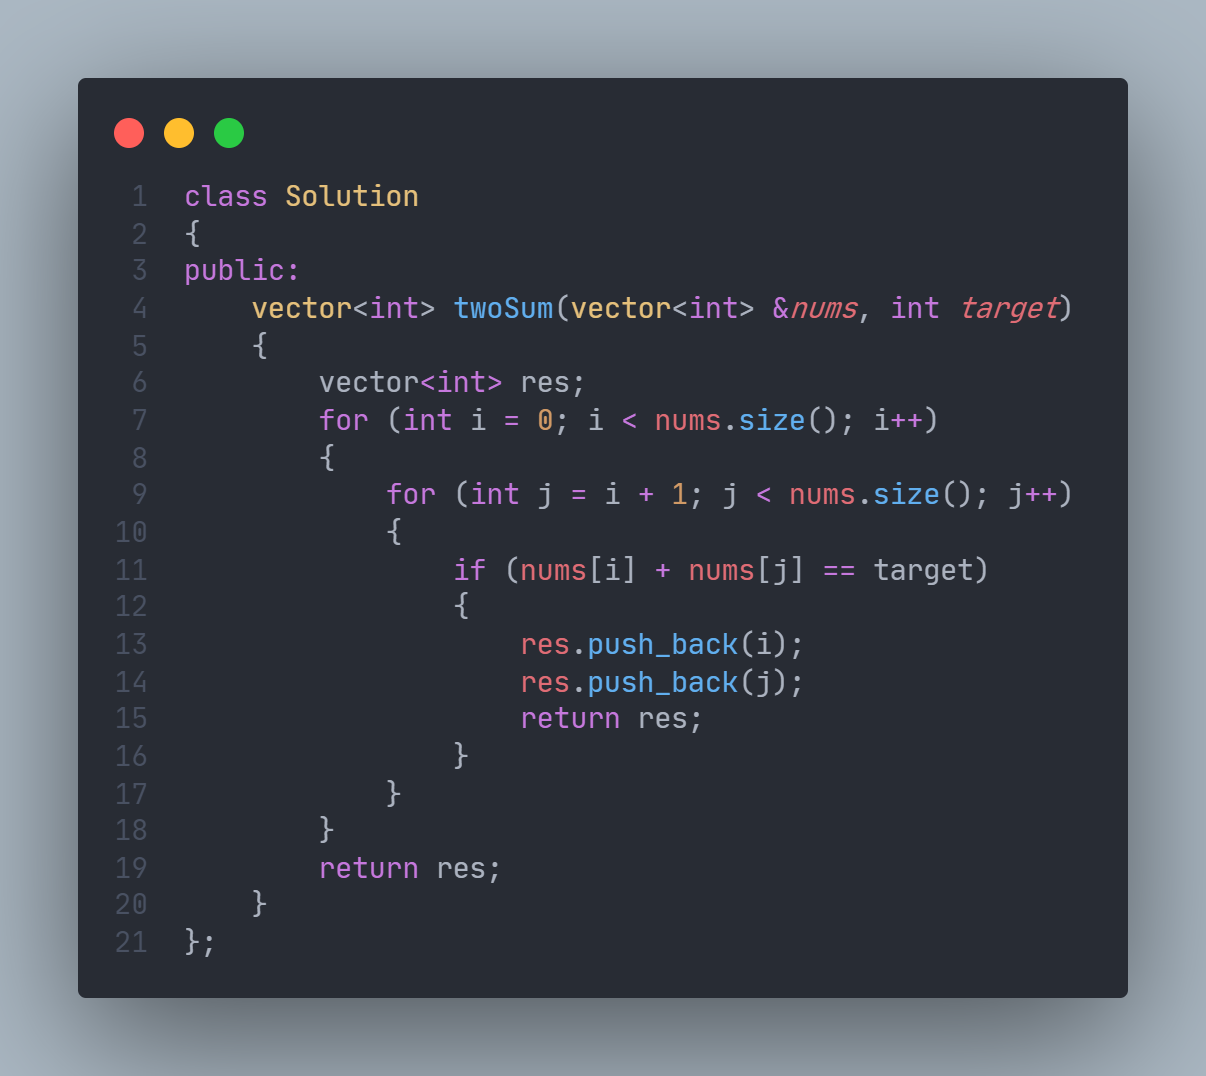 1 class Solution
2 {
3 public:
4     vector<int> twoSum(vector<int> &nums, int target)
5     {
6         vector<int> res;
7         for (int i = 0; i < nums.size(); i++)
8         {
9             for (int j = i + 1; j < nums.size(); j++)
10             {
11                 if (nums[i] + nums[j] == target)
12                 {
13                     res.push_back(i);
14                     res.push_back(j);
15                     return res;
16                 }
17             }
18         }
19         return res;
20     }
21 };